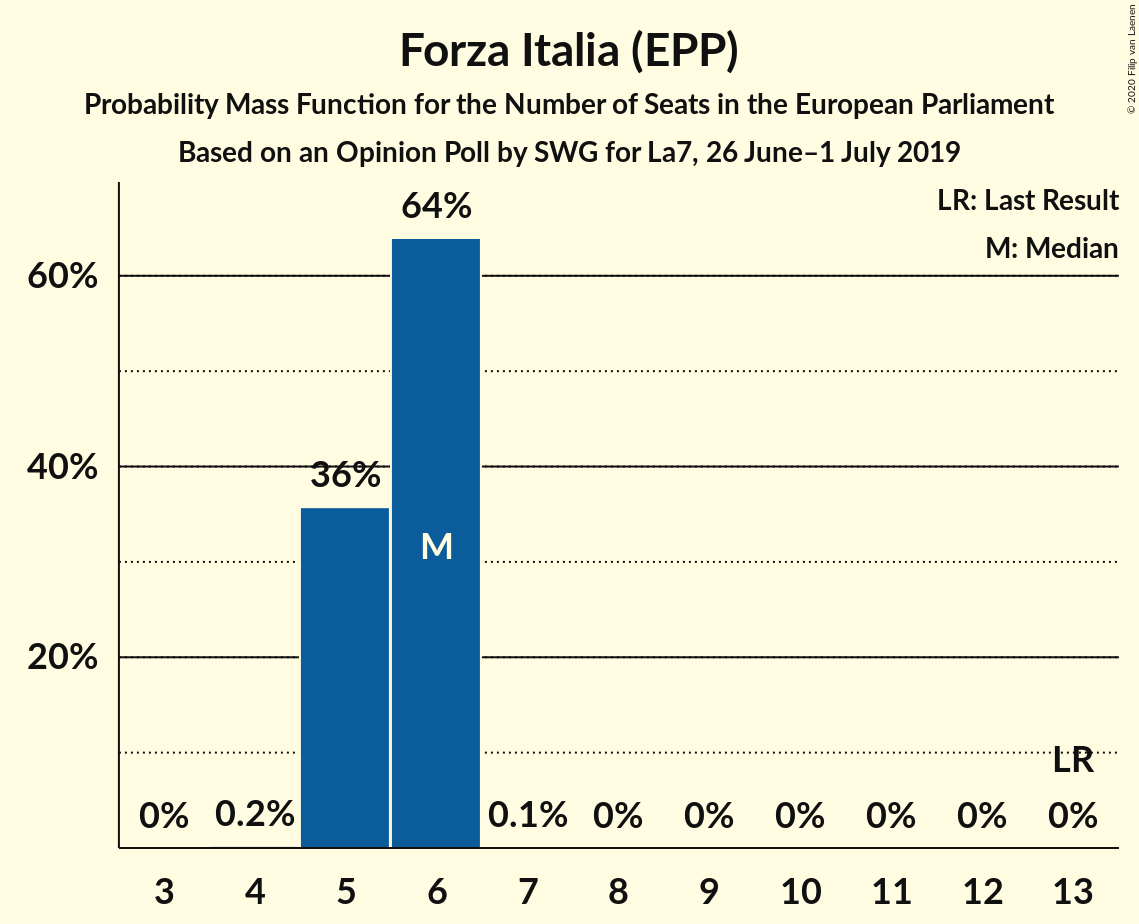 Forza Italia (EPP)
Probability Mass Function for the Number of Seats in the European Parliament
Based on an Opinion Poll by SWG for La7, 26 June–1 July 2019
© 2020 Filip van Laenen
LR: Last Result
M: Median
64%
60%
40%
36%
M
20%
LR
0% 0.2% 0.1% 0% 0% 0% 0% 0% 0%
3 4 5 6 7 8 9 10 11 12 13